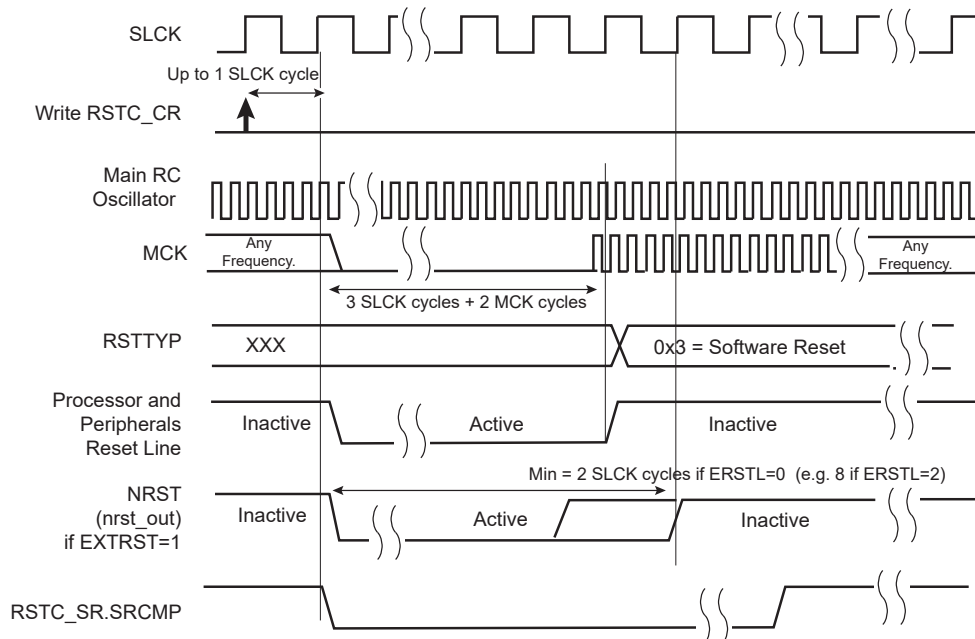 SLCK
Up to 1 SLCK cycle
Write RSTC_CR
Main RC
Oscillator
MCK
Any
Frequency.
Any
Frequency.
3 SLCK cycles + 2 MCK cycles
RSTTYP
XXX
0x3 = Software Reset
Processor and
Peripherals
Reset Line
Inactive
Active
Inactive
Min = 2 SLCK cycles if ERSTL=0 (e.g. 8 if ERSTL=2)
NRST
(nrst_out)
if EXTRST=1
Inactive
Active
Inactive
RSTC_SR.SRCMP